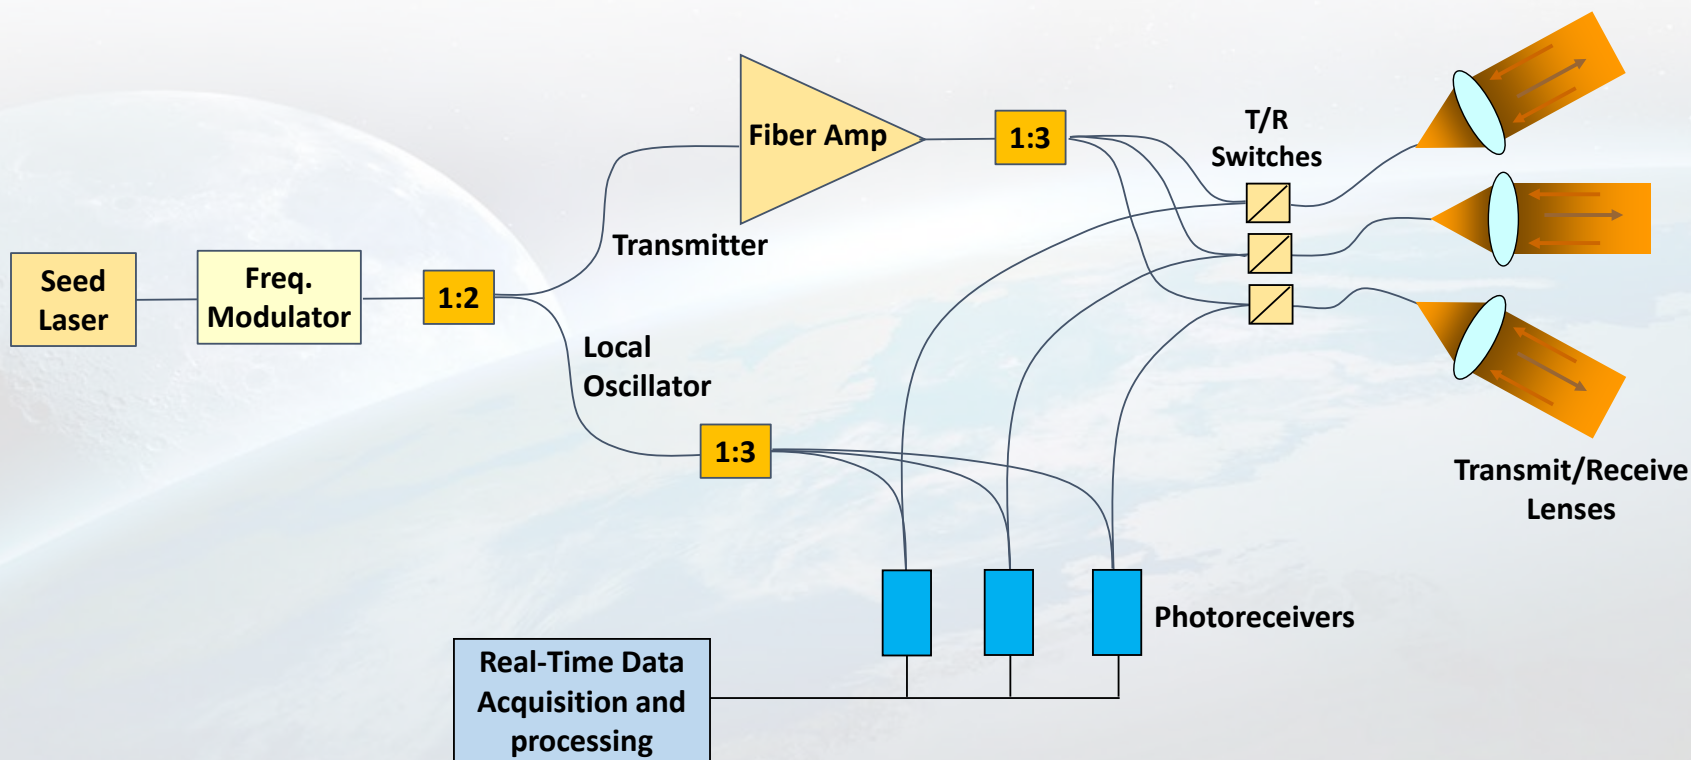 Fiber Amp
1:3
T/R
Switches
Transmitter
Seed
Laser
Freq.
Modulator
1:2
Local
Oscillator
1:3
Transmit/Receive
Lenses
Photoreceivers
Real-Time Data
Acquisition and
processing